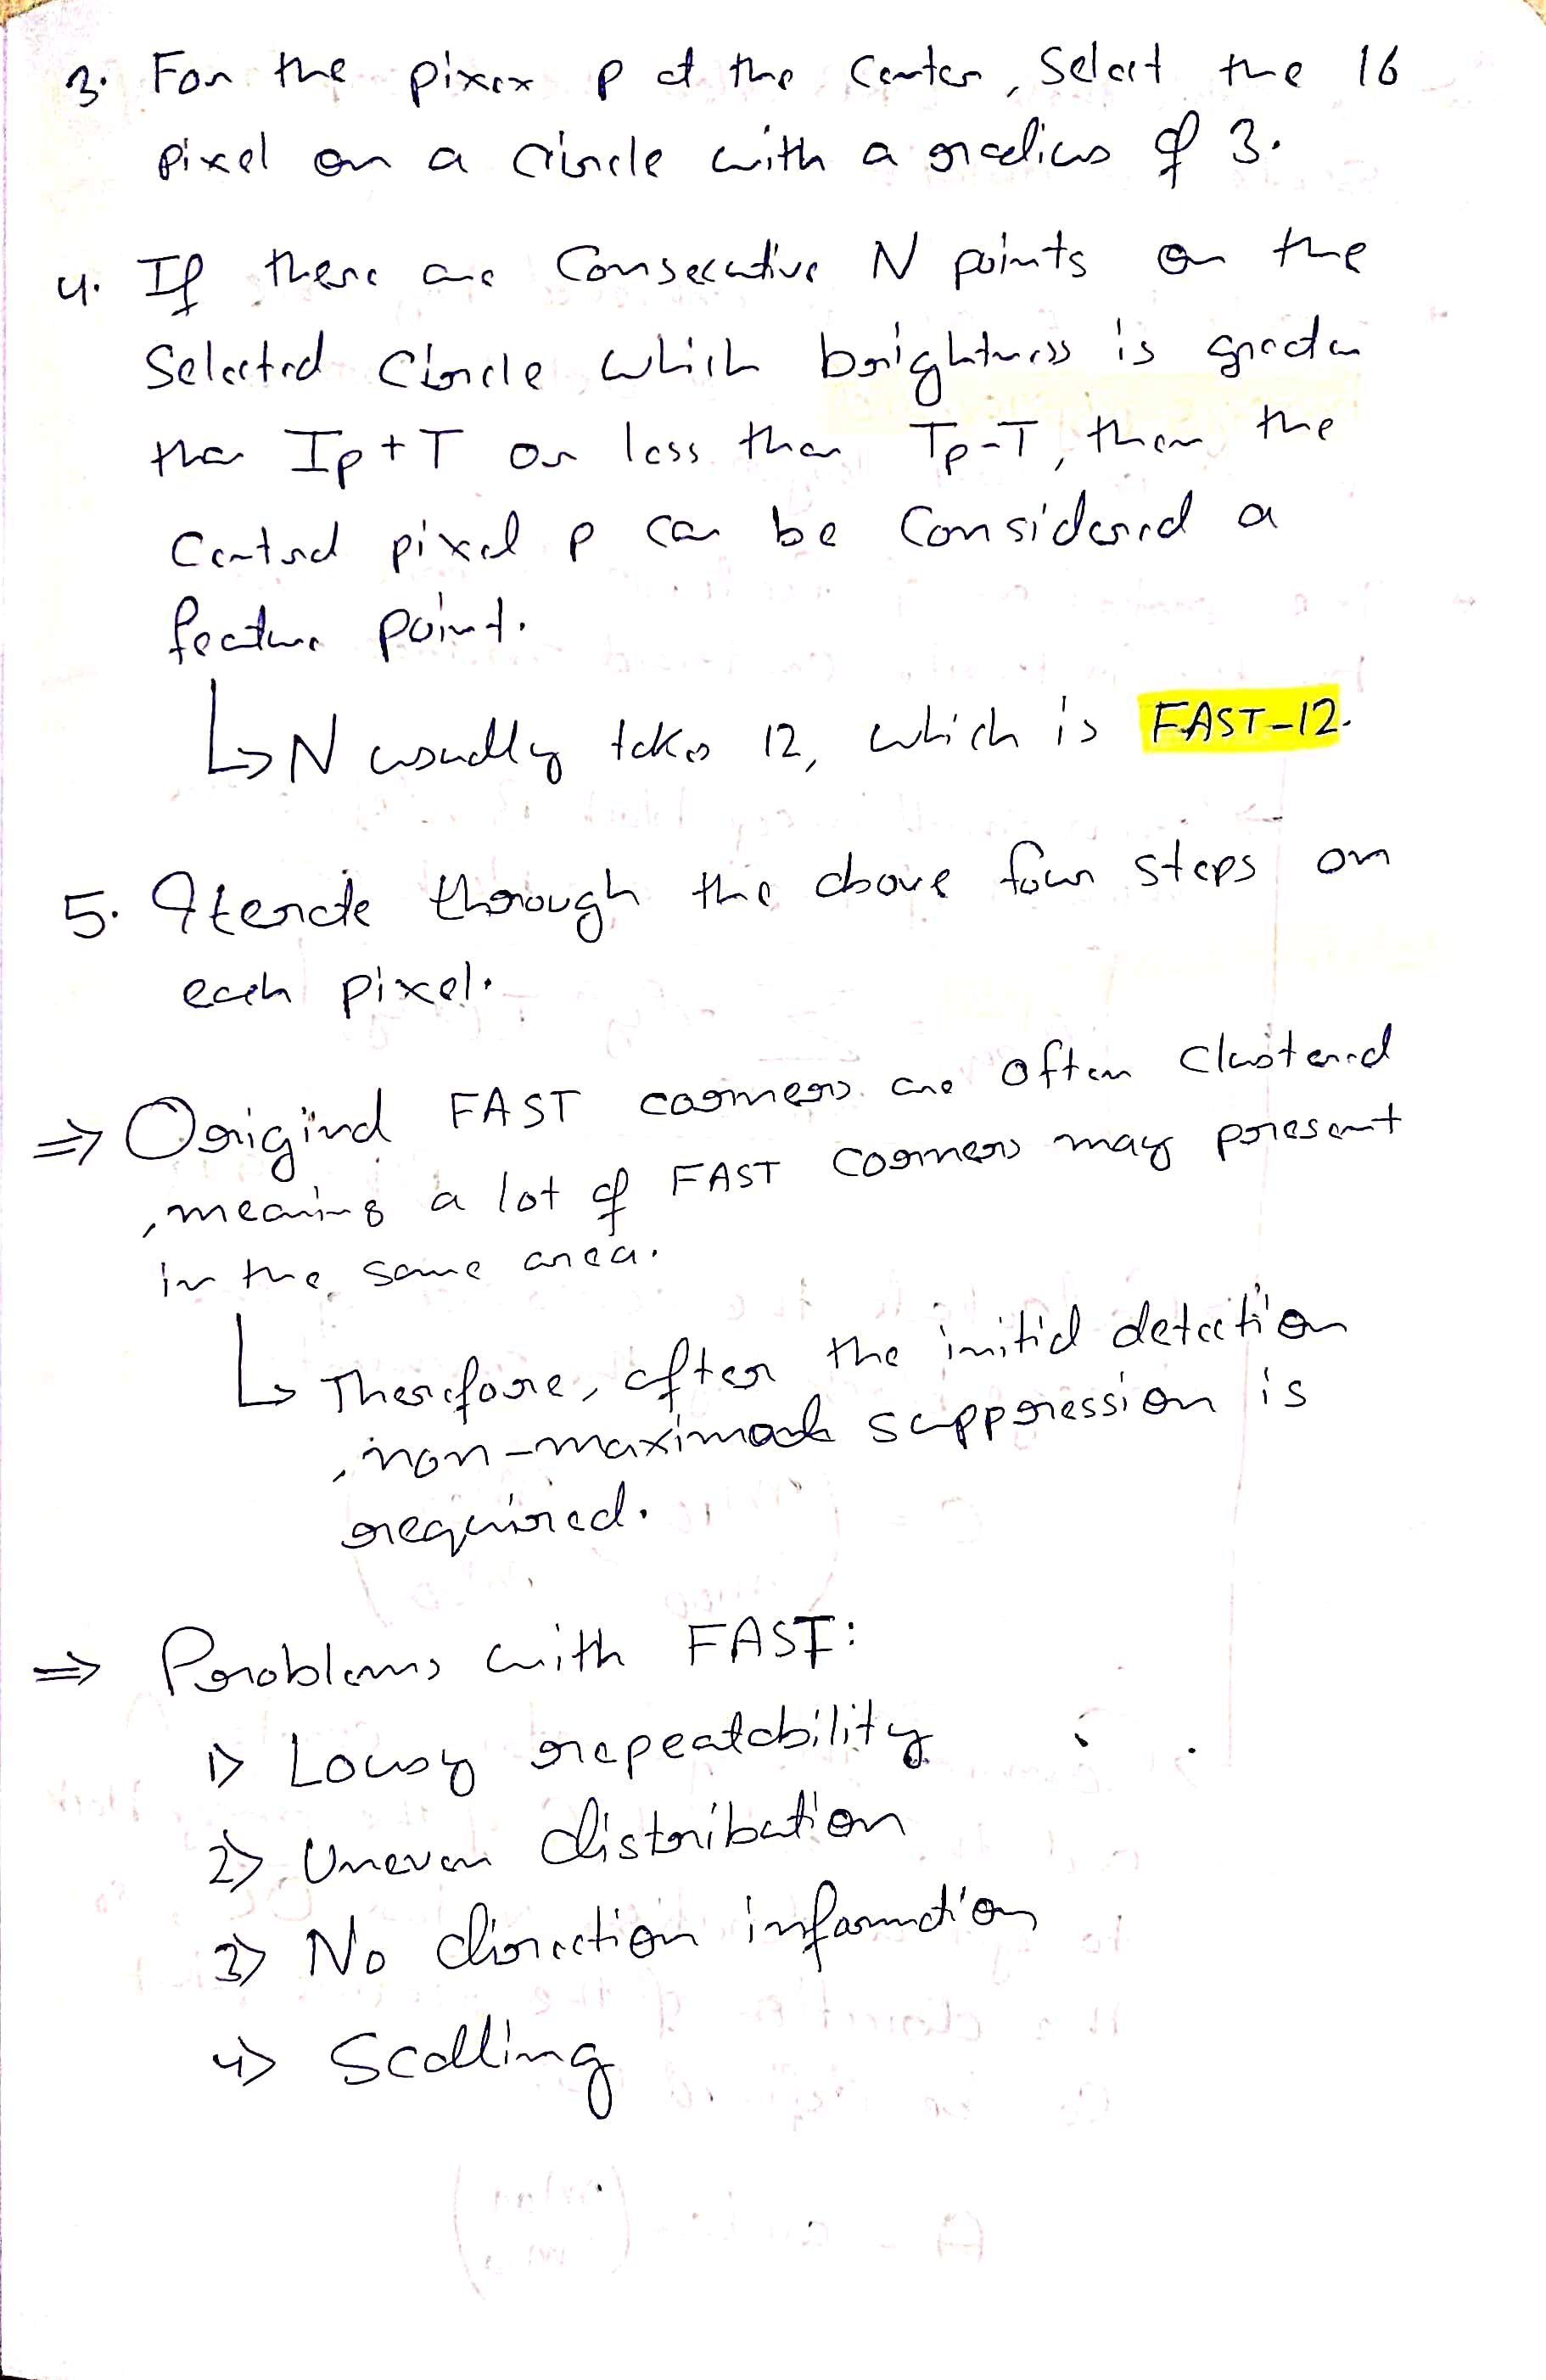 3. For the pixex p at the Center, Select the 16
pixel on a circle with a radius of 3.
4. If there are Consecutive N points on the
Selected Circle which brightness is greater
than Ip+T or less than Tp-T, then the
Central pixel p can be Considered a
feature point.
↳ N usually takes 12, which is FAST-12.
5. Iterate through the above four steps on
each pixel.
⇒ Original FAST corners are often Clustered
, meaning a lot of FAST Corners may present
in the same area.
↳ Therefore, after the initial detection
, non-maximal suppression is
required.
⇒ Problems with FAST:
1> Lousy repeatability
2> Uneven distribution
3> No direction information
4> Scalling